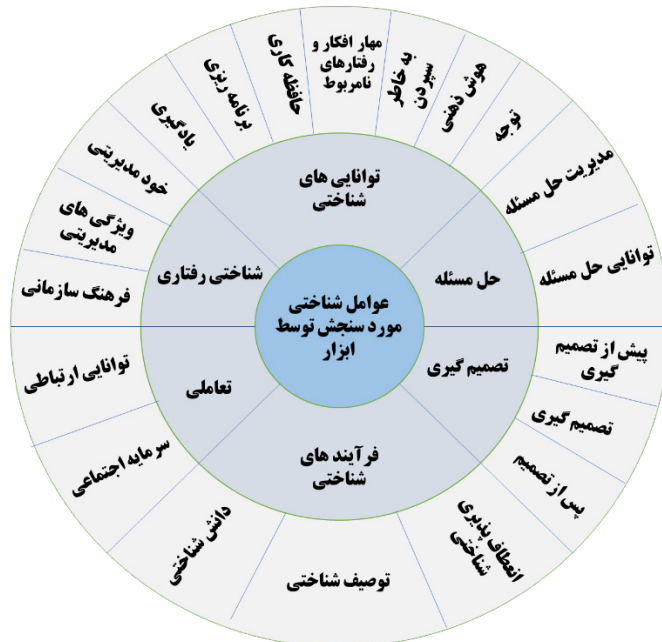 عوامل شناختی
مورد سنجش توسط
ابزار
توانایی های
شناختی
حل مسئله
تصمیم گیری
فرآیند های
شناختی
تعاملی
شناختی رفتاری
مهار افکار و
رفتارهای
نامربوط
به خاطر
سپردن
هوش ذهنی
توجه
مدیریت حل مسئله
توانایی حل مسئله
پیش از تصمیم
گیری
تصمیم گیری
پس از تصمیم
انعطاف پذیری
شناختی
توصیف شناختی
دانش شناختی
سرمایه اجتماعی
توانایی ارتباطی
فرهنگ سازمانی
ویژگی های
مدیریتی
خود مدیریتی
یادگیری
برنامه ریزی
حافظه کاری